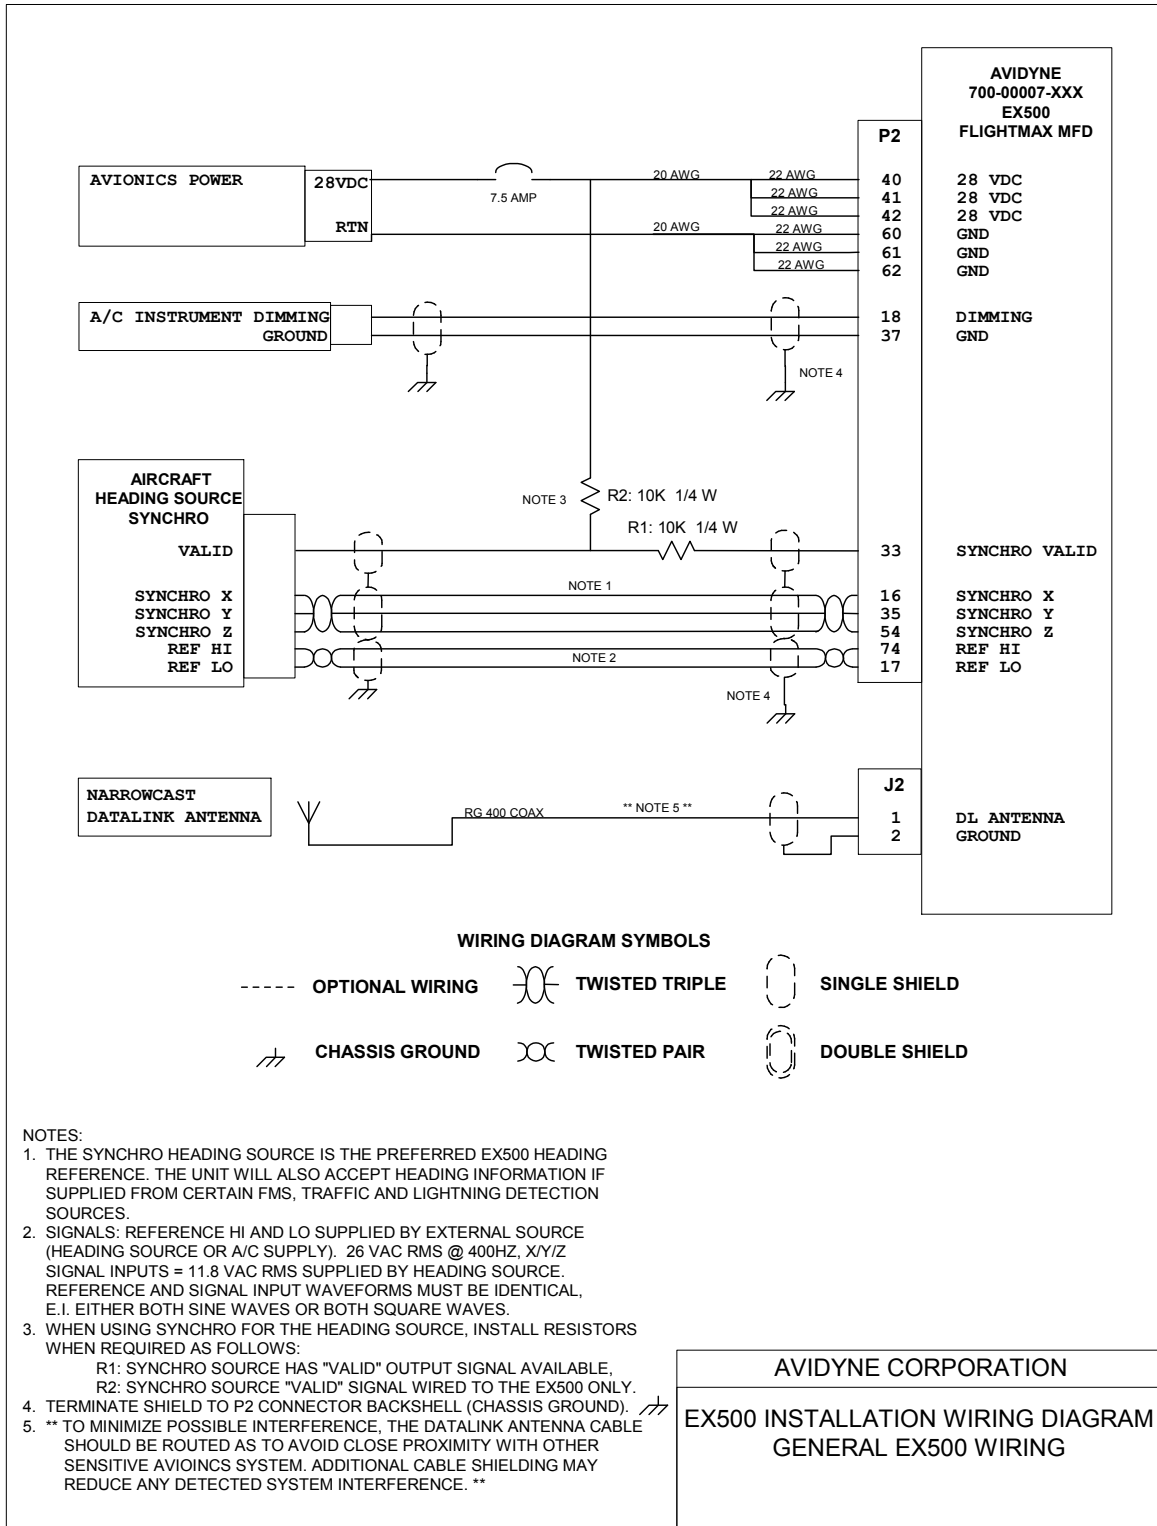 AVIDYNE
700-00007-XXX
EX500
FLIGHTMAX MFD
P2
AVIONICS POWER
28VDC
RTN
7.5 AMP
20 AWG
22 AWG
22 AWG
22 AWG
20 AWG
22 AWG
22 AWG
22 AWG
40 28 VDC
41 28 VDC
42 28 VDC
60 GND
61 GND
62 GND
A/C INSTRUMENT DIMMING
GROUND
18 DIMMING
37 GND
NOTE 4
AIRCRAFT
HEADING SOURCE
SYNCHRO
NOTE 3
R2: 10K 1/4 W
R1: 10K 1/4 W
VALID
33 SYNCHRO VALID
NOTE 1
SYNCHRO X
SYNCHRO Y
SYNCHRO Z
REF HI
REF LO
NOTE 2
16 SYNCHRO X
35 SYNCHRO Y
54 SYNCHRO Z
74 REF HI
17 REF LO
NOTE 4
NARROWCAST
DATALINK ANTENNA
RG 400 COAX
** NOTE 5 **
J2
1 DL ANTENNA
2 GROUND
WIRING DIAGRAM SYMBOLS
OPTIONAL WIRING
TWISTED TRIPLE
SINGLE SHIELD
CHASSIS GROUND
TWISTED PAIR
DOUBLE SHIELD
NOTES:
1. THE SYNCHRO HEADING SOURCE IS THE PREFERRED EX500 HEADING
REFERENCE. THE UNIT WILL ALSO ACCEPT HEADING INFORMATION IF
SUPPLIED FROM CERTAIN FMS, TRAFFIC AND LIGHTNING DETECTION
SOURCES.
2. SIGNALS: REFERENCE HI AND LO SUPPLIED BY EXTERNAL SOURCE
(HEADING SOURCE OR A/C SUPPLY). 26 VAC RMS @ 400HZ, X/Y/Z
SIGNAL INPUTS = 11.8 VAC RMS SUPPLIED BY HEADING SOURCE.
REFERENCE AND SIGNAL INPUT WAVEFORMS MUST BE IDENTICAL,
E.I. EITHER BOTH SINE WAVES OR BOTH SQUARE WAVES.
3. WHEN USING SYNCHRO FOR THE HEADING SOURCE, INSTALL RESISTORS
WHEN REQUIRED AS FOLLOWS:
R1: SYNCHRO SOURCE HAS "VALID" OUTPUT SIGNAL AVAILABLE,
R2: SYNCHRO SOURCE "VALID" SIGNAL WIRED TO THE EX500 ONLY.
4. TERMINATE SHIELD TO P2 CONNECTOR BACKSHELL (CHASSIS GROUND).
5. ** TO MINIMIZE POSSIBLE INTERFERENCE, THE DATALINK ANTENNA CABLE
SHOULD BE ROUTED AS TO AVOID CLOSE PROXIMITY WITH OTHER
SENSITIVE AVIOINCS SYSTEM. ADDITIONAL CABLE SHIELDING MAY
REDUCE ANY DETECTED SYSTEM INTERFERENCE. **
AVIDYNE CORPORATION
EX500 INSTALLATION WIRING DIAGRAM
GENERAL EX500 WIRING